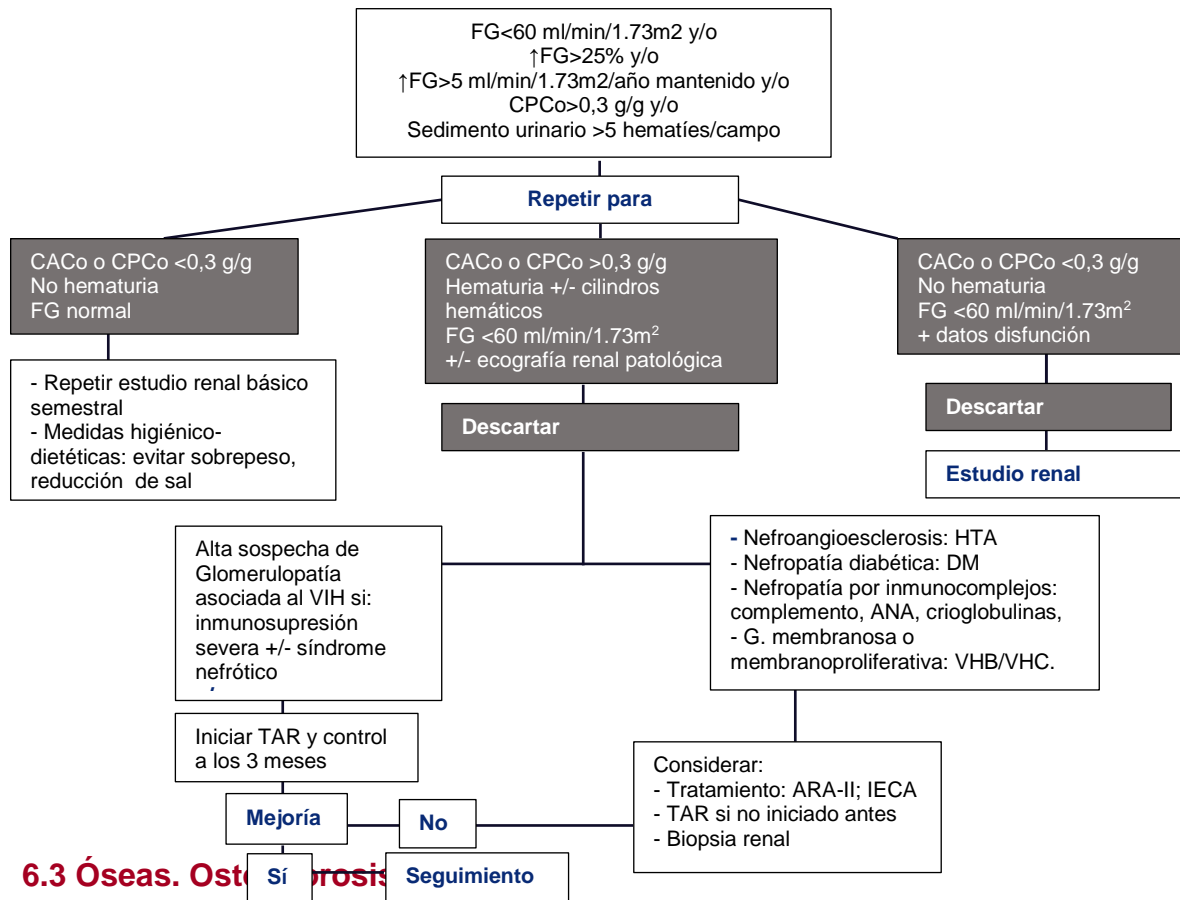 FG<60 ml/min/1.73m2 y/o
↑FG>25% y/o
↑FG>5 ml/min/1.73m2/año mantenido y/o
CPCo>0,3 g/g y/o
Sedimento urinario >5 hematíes/campo
Repetir para
CACo o CPCo <0,3 g/g
No hematuria
FG normal
CACo o CPCo >0,3 g/g
Hematuria +/- cilindros
hemáticos
FG <60 ml/min/1.73m²
+/- ecografía renal patológica
CACo o CPCo <0,3 g/g
No hematuria
FG <60 ml/min/1.73m²
+ datos disfunción
- Repetir estudio renal básico
semestral
- Medidas higiénico-
dietéticas: evitar sobrepeso,
reducción de sal
Descartar
Descartar
Estudio renal
Alta sospecha de
Glomerulopatía
asociada al VIH si:
inmunosupresión
severa +/- síndrome
nefrótico
- Nefroangioesclerosis: HTA
- Nefropatía diabética: DM
- Nefropatía por inmunocomplejos:
complemento, ANA, crioglobulinas,
- G. membranosa o
membranoproliferativa: VHB/VHC.
Iniciar TAR y control
a los 3 meses
Considerar:
- Tratamiento: ARA-II; IECA
- TAR si no iniciado antes
- Biopsia renal
Mejoría
No
Sí
Seguimiento
6.3 Óseas.